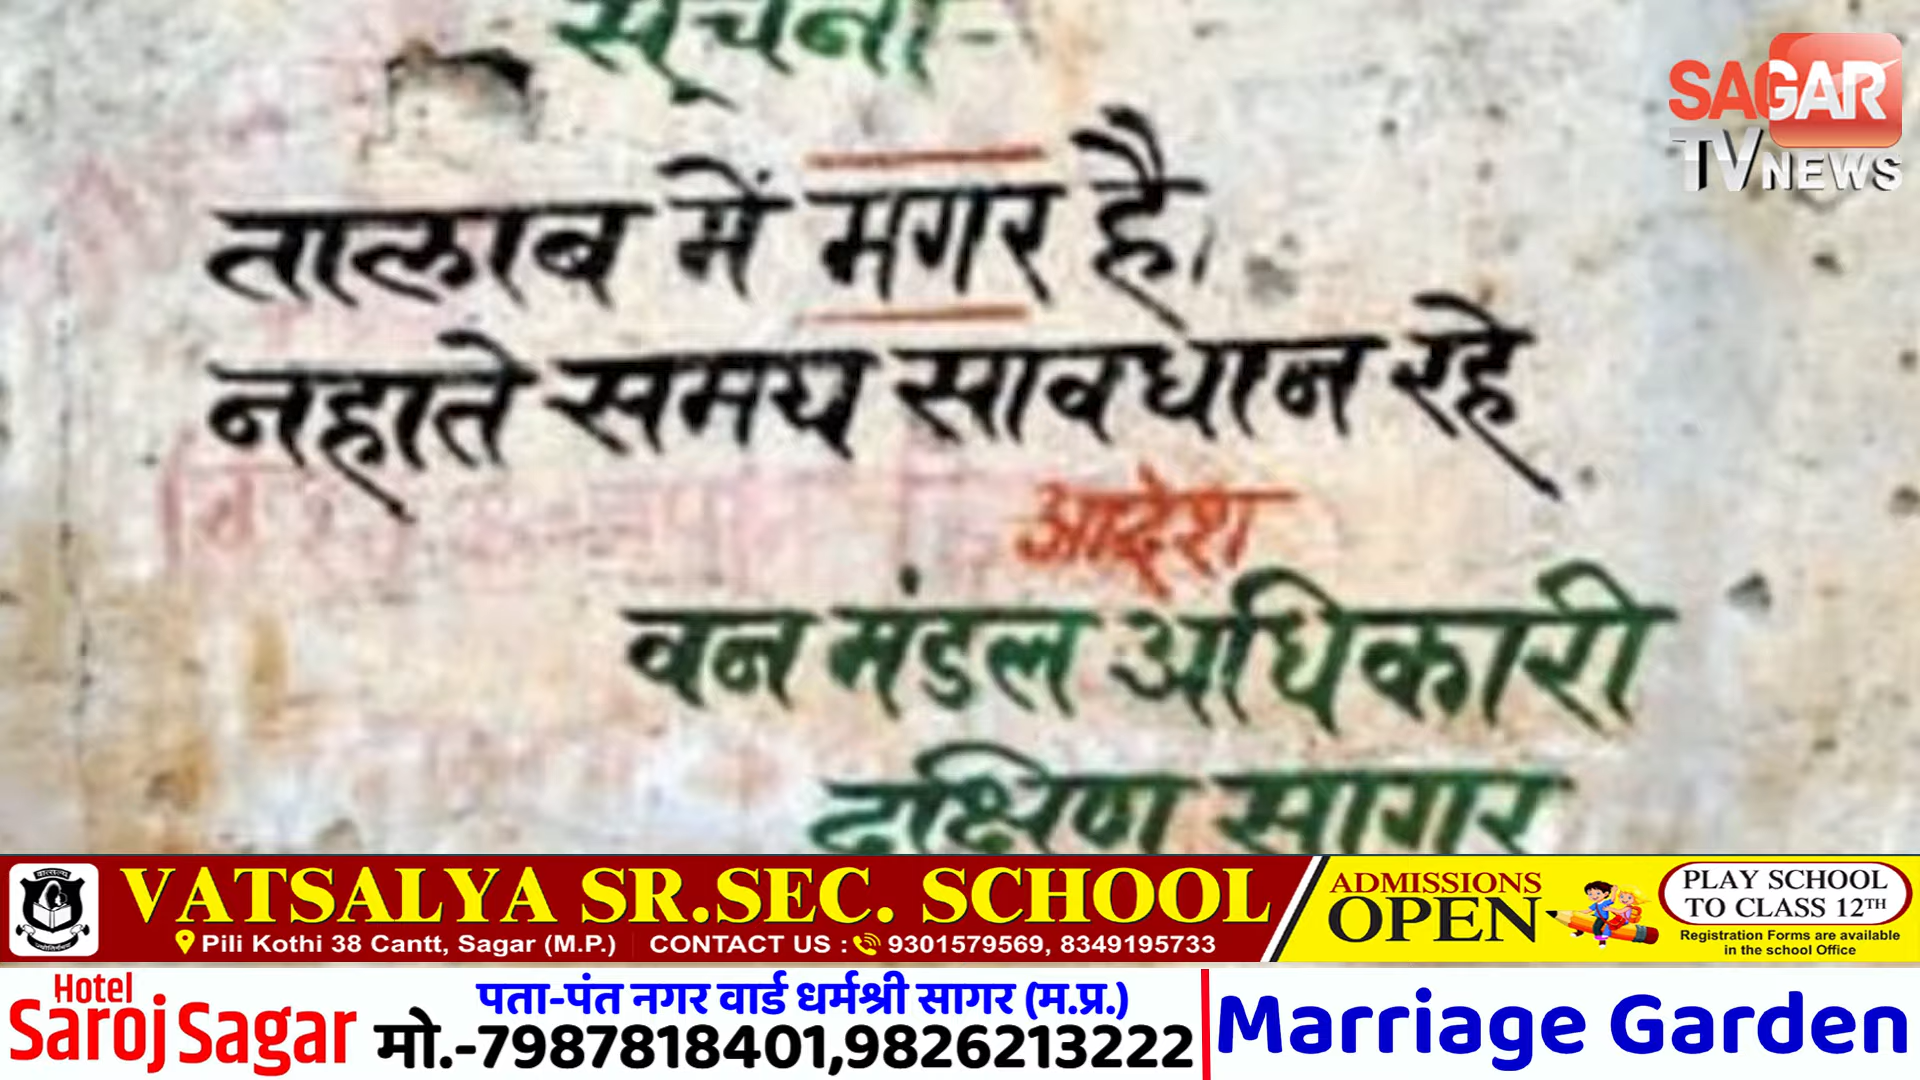 सूचना -
SAGAR
TV NEWS
तालाब में मगर है।
नहाते समय सावधान रहे
आदेश
वन मंडल अधिकारी
दक्षिण सागर
VATSALYA SR.SEC. SCHOOL
Pili Kothi 38 Cantt, Sagar (M.P.) CONTACT US : 9301579569, 8349195733
ADMISSIONS
OPEN
PLAY SCHOOL
TO CLASS 12TH
Registration Forms are available
in the school Office
Hotel
Saroj Sagar
पता-पंत नगर वार्ड धर्मश्री सागर (म.प्र.)
मो.-7987818401,9826213222
Marriage Garden